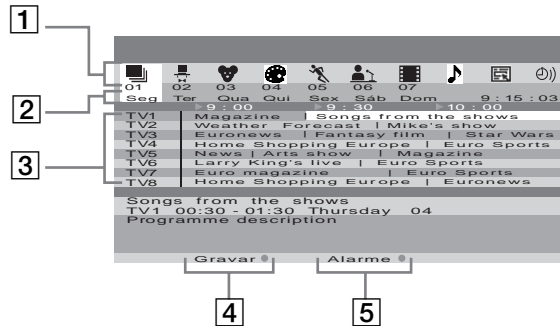 1
01 02 03 04 05 06 07
2
Seg Ter Qua Qui Sex Sáb Dom 9:15:03
9:00 9:30 10:00
3
TV1 Magazine | Songs from the shows
TV2 Weather Forecast | Mike's show
TV3 Euronews | Fantasy film | Star Wars
TV4 Home Shopping Europe | Euro Sports
TV5 News | Arts show | Magazine
TV6 Larry King's live | Euro Sports
TV7 Euro magazine | Euro Sports
TV8 Home Shopping Europe | Euronews
Songs from the shows
TV1 00:30 - 01:30 Thursday 04
Programme description
Gravar Alarme
4 5